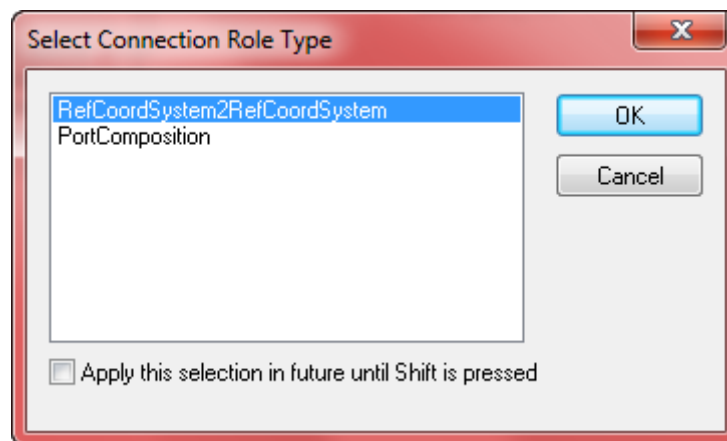 Select Connection Role Type
RefCoordSystem2RefCoordSystem
PortComposition
OK
Cancel
Apply this selection in future until Shift is pressed